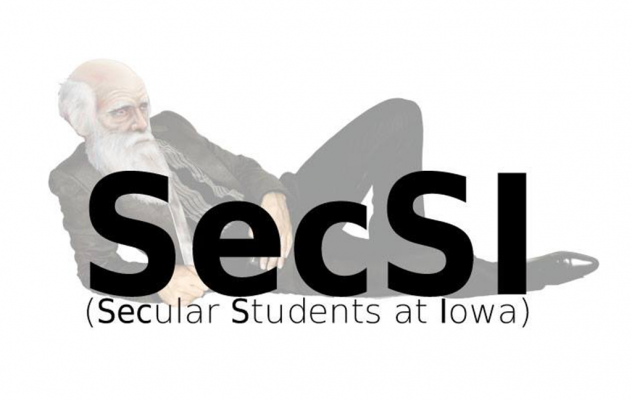 SecSI
(Secular Students at Iowa)